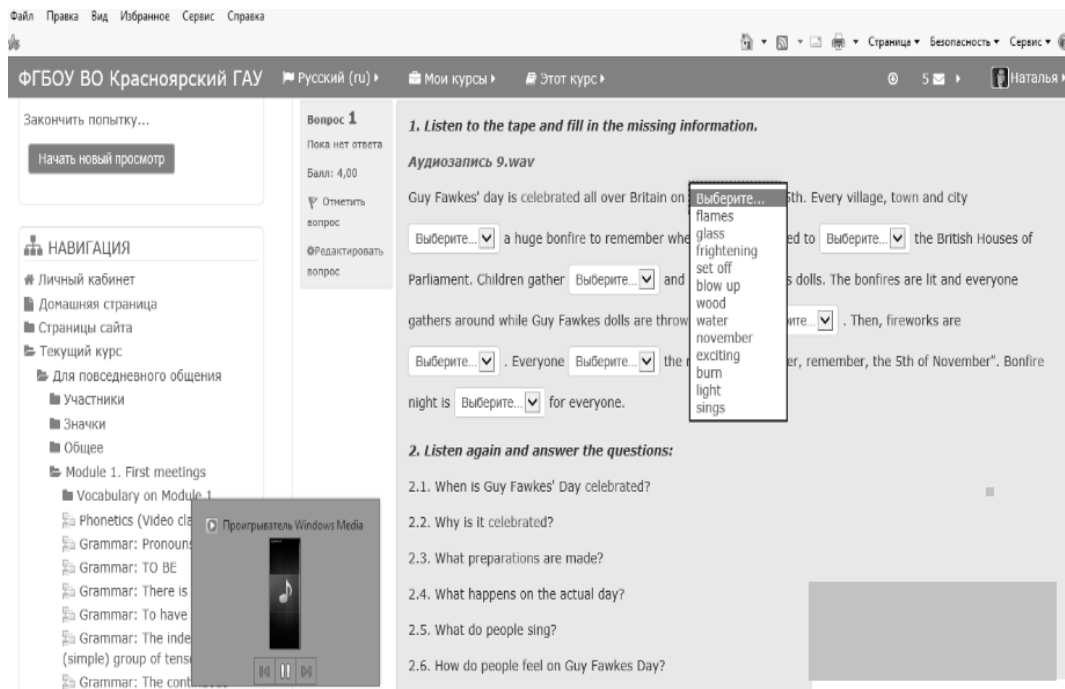 Файл Правка Вид Избранное Сервис Справка
Страница Безопасность Сервис
ФГБОУ ВО Красноярский ГАУ Русский (ru) Мои курсы Этот курс 5 Наталья
Закончить попытку...
Начать новый просмотр
НАВИГАЦИЯ
Личный кабинет
Домашняя страница
Страницы сайта
Текущий курс
Для повседневного общения
Участники
Значки
Общее
Module 1. First meetings
Vocabulary on Module 1
Phonetics (Video cla
Grammar: Pronoun
Grammar: TO BE
Grammar: There is
Grammar: To have
Grammar: The inde
(simple) group of tens
Grammar: The cont
Проигрыватель Windows Media
Вопрос 1
Пока нет ответа
Балл: 4,00
Отметить
вопрос
Редактировать
вопрос
1. Listen to the tape and fill in the missing information.
Аудиозапись 9.wav
Guy Fawkes' day is celebrated all over Britain on 5th. Every village, town and city
Выберите... a huge bonfire to remember whe ed to Выберите... the British Houses of
Parliament. Children gather Выберите... and s dolls. The bonfires are lit and everyone
gathers around while Guy Fawkes dolls are throw ите... . Then, fireworks are
Выберите... . Everyone Выберите... the r er, remember, the 5th of November". Bonfire
night is Выберите... for everyone.
Выберите...
flames
glass
frightening
set off
blow up
wood
water
november
exciting
burn
light
sings
2. Listen again and answer the questions:
2.1. When is Guy Fawkes' Day celebrated?
2.2. Why is it celebrated?
2.3. What preparations are made?
2.4. What happens on the actual day?
2.5. What do people sing?
2.6. How do people feel on Guy Fawkes Day?